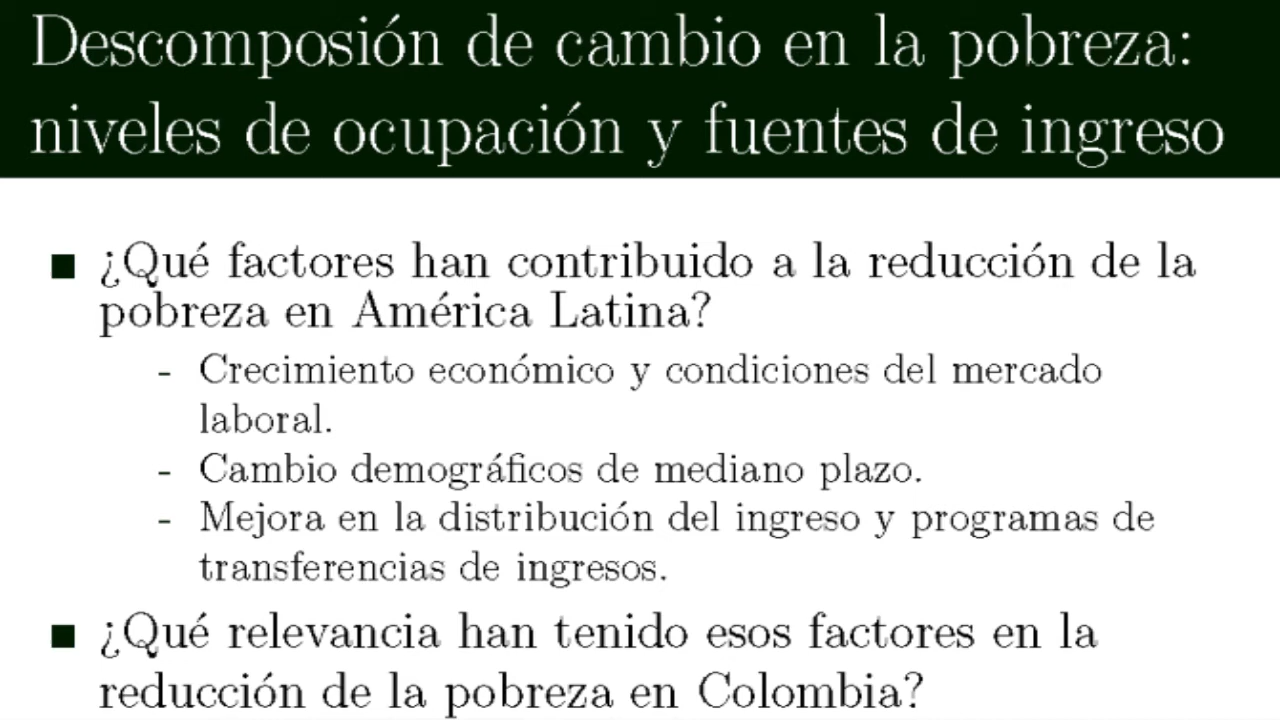 Descomposión de cambio en la pobreza:
niveles de ocupación y fuentes de ingreso
¿Qué factores han contribuido a la reducción de la
pobreza en América Latina?
- Crecimiento económico y condiciones del mercado
laboral.
- Cambio demográficos de mediano plazo.
- Mejora en la distribución del ingreso y programas de
transferencias de ingresos.
¿Qué relevancia han tenido esos factores en la
reducción de la pobreza en Colombia?